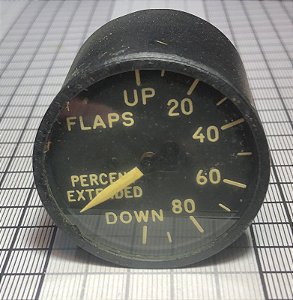 UP
20
FLAPS
40
PERCENT
60
EXTENDED
DOWN
80